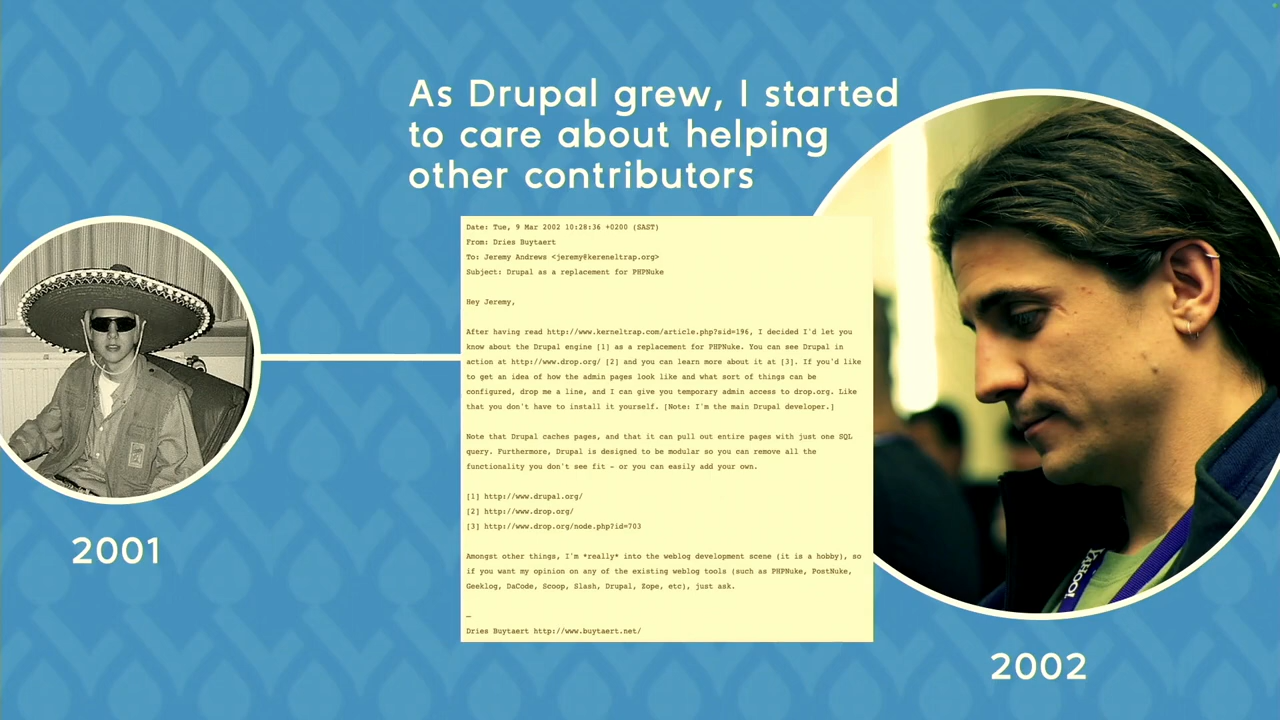 As Drupal grew, I started
to care about helping
other contributors
Date: Tue, 9 Mar 2002 10:28:36 +0200 (SAST)
From: Dries Buytaert
To: Jeremy Andrews <jeremy@kereneltrap.org>
Subject: Drupal as a replacement for PHPNuke
Hey Jeremy,
After having read http://www.kerneltrap.com/article.php?sid=196, I decided I'd let you
know about the Drupal engine [1] as a replacement for PHPNuke. You can see Drupal in
action at http://www.drop.org/ [2] and you can learn more about it at [3]. If you'd like
to get an idea of how the admin pages look like and what sort of things can be
configured, drop me a line, and I can give you temporary admin access to drop.org. Like
that you don't have to install it yourself. [Note: I'm the main Drupal developer.]
Note that Drupal caches pages, and that it can pull out entire pages with just one SQL
query. Furthermore, Drupal is designed to be modular so you can remove all the
functionality you don't see fit - or you can easily add your own.
[1] http://www.drupal.org/
[2] http://www.drop.org/
[3] http://www.drop.org/node.php?id=703
Amongst other things, I'm *really* into the weblog development scene (it is a hobby), so
if you want my opinion on any of the existing weblog tools (such as PHPNuke, PostNuke,
Geeklog, DaCode, Scoop, Slash, Drupal, Zope, etc), just ask.
—
Dries Buytaert http://www.buytaert.net/
YAHOO!
2001
2002